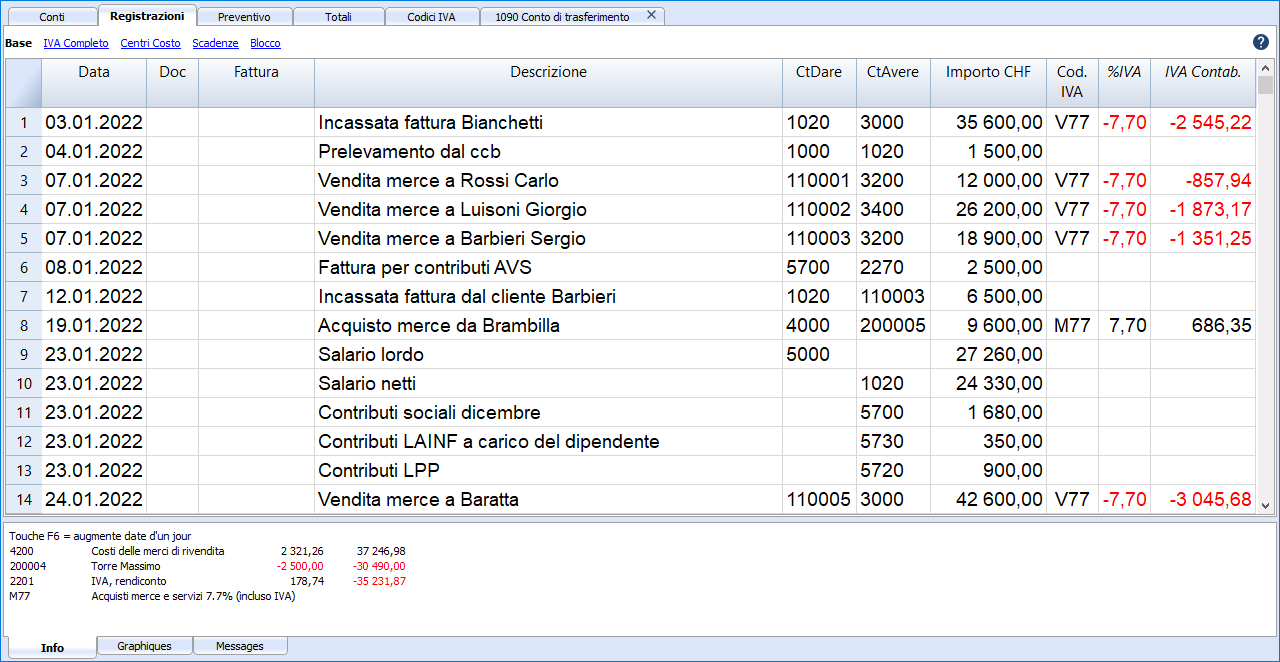 Conti Registrazioni Preventivo Totali Codici IVA 1090 Conto di trasferimento
Base IVA Completo Centri Costo Scadenze Blocco
Data Doc Fattura Descrizione CtDare CtAvere Importo CHF Cod. IVA %IVA IVA Contab.
1 03.01.2022 Incassata fattura Bianchetti 1020 3000 35 600,00 V77 -7,70 -2 545,22
2 04.01.2022 Prelevamento dal ccb 1000 1020 1 500,00
3 07.01.2022 Vendita merce a Rossi Carlo 110001 3200 12 000,00 V77 -7,70 -857,94
4 07.01.2022 Vendita merce a Luisoni Giorgio 110002 3400 26 200,00 V77 -7,70 -1 873,17
5 07.01.2022 Vendita merce a Barbieri Sergio 110003 3200 18 900,00 V77 -7,70 -1 351,25
6 08.01.2022 Fattura per contributi AVS 5700 2270 2 500,00
7 12.01.2022 Incassata fattura dal cliente Barbieri 1020 110003 6 500,00
8 19.01.2022 Acquisto merce da Brambilla 4000 200005 9 600,00 M77 7,70 686,35
9 23.01.2022 Salario lordo 5000 27 260,00
10 23.01.2022 Salario netti 1020 24 330,00
11 23.01.2022 Contributi sociali dicembre 5700 1 680,00
12 23.01.2022 Contributi LAINF a carico del dipendente 5730 350,00
13 23.01.2022 Contributi LPP 5720 900,00
14 24.01.2022 Vendita merce a Baratta 110005 3000 42 600,00 V77 -7,70 -3 045,68
Touche F6 = augmente date d'un jour
4200 Costi delle merci di rivendita 2 321,26 37 246,98
200004 Torre Massimo -2 500,00 -30 490,00
2201 IVA, rendiconto 178,74 -35 231,87
M77 Acquisti merce e servizi 7.7% (incluso IVA)
Info Graphiques Messages